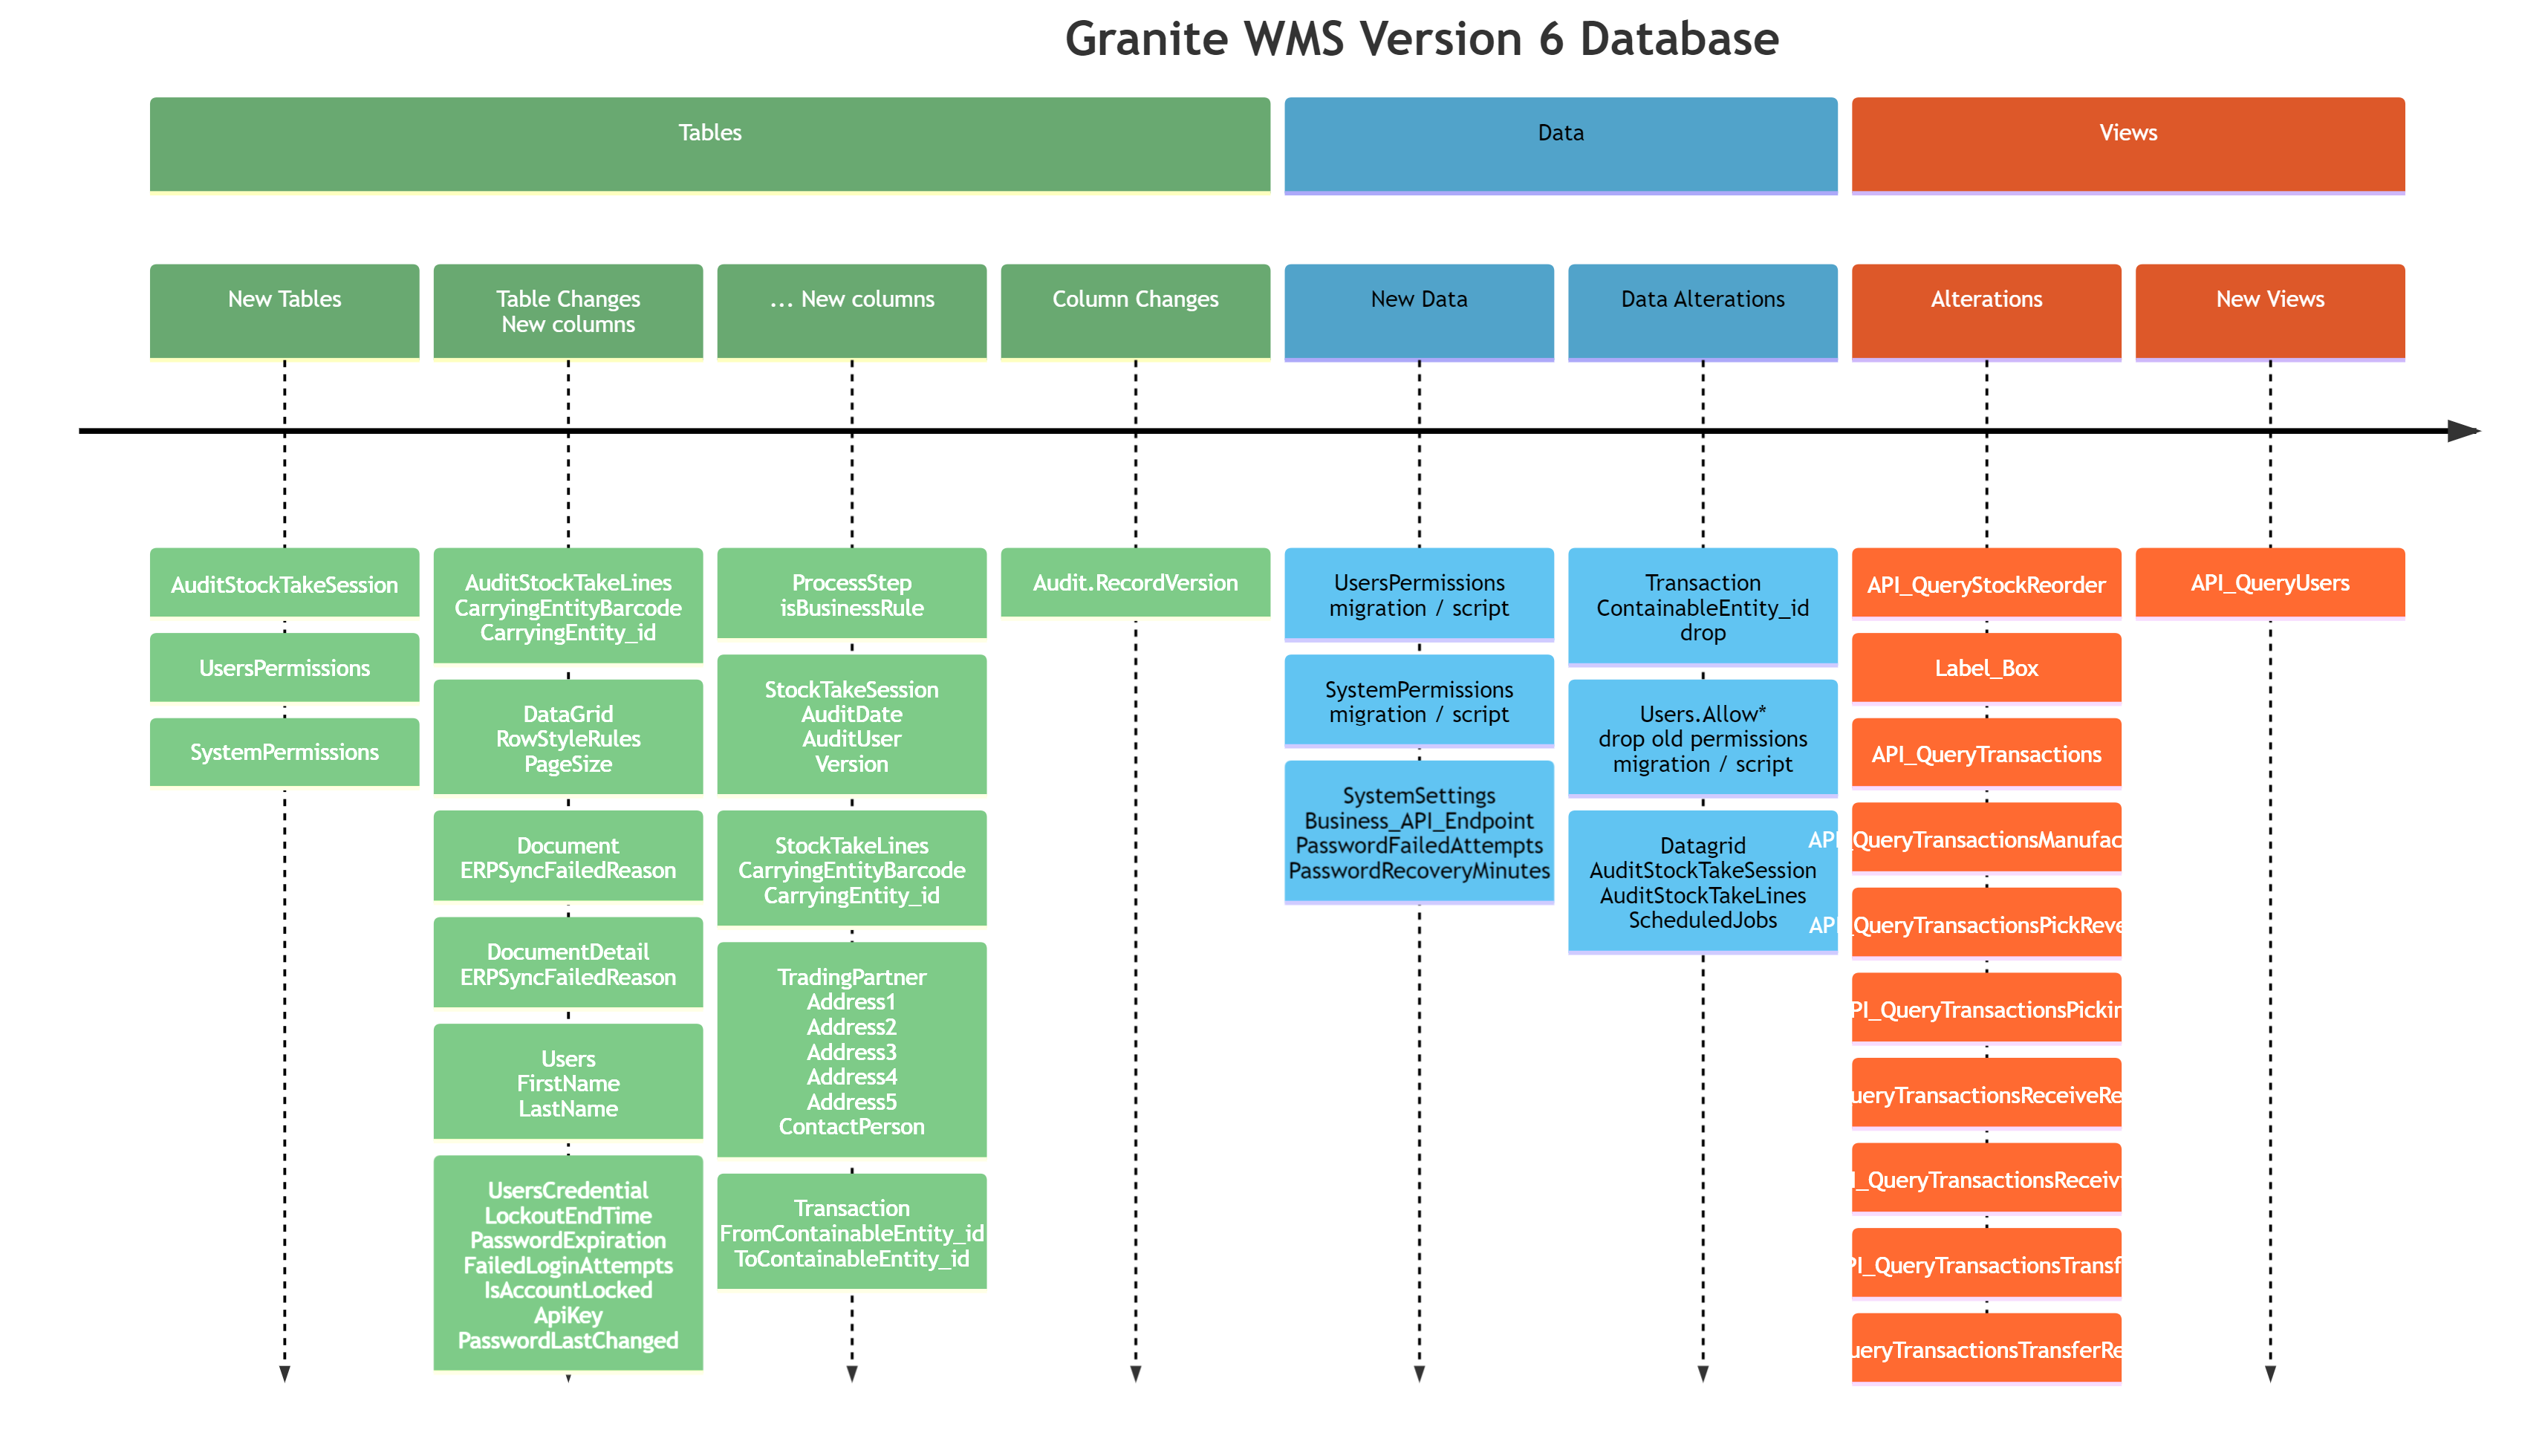 Granite WMS Version 6 Database
Tables
Data
Views
New Tables
Table Changes
New columns
... New columns
Column Changes
New Data
Data Alterations
Alterations
New Views
AuditStockTakeSession
UsersPermissions
SystemPermissions
AuditStockTakeLines
CarryingEntityBarcode
CarryingEntity_id
DataGrid
RowStyleRules
PageSize
Document
ERPSyncFailedReason
DocumentDetail
ERPSyncFailedReason
Users
FirstName
LastName
UsersCredential
LockoutEndTime
PasswordExpiration
FailedLoginAttempts
IsAccountLocked
ApiKey
PasswordLastChanged
ProcessStep
isBusinessRule
StockTakeSession
AuditDate
AuditUser
Version
StockTakeLines
CarryingEntityBarcode
CarryingEntity_id
TradingPartner
Address1
Address2
Address3
Address4
Address5
ContactPerson
Transaction
FromContainableEntity_id
ToContainableEntity_id
Audit.RecordVersion
UsersPermissions
migration / script
SystemPermissions
migration / script
SystemSettings
Business_API_Endpoint
PasswordFailedAttempts
PasswordRecoveryMinutes
Transaction
ContainableEntity_id
drop
Users.Allow*
drop old permissions
migration / script
Datagrid
AuditStockTakeSession
AuditStockTakeLines
ScheduledJobs
API_QueryStockReorder
Label_Box
API_QueryTransactions
API_QueryTransactionsManufac
API_QueryTransactionsPickReve
PI_QueryTransactionsPickin
ueryTransactionsReceiveRe
I_QueryTransactionsReceiv
PI_QueryTransactionsTransf
ueryTransactionsTransferRe
API_QueryUsers